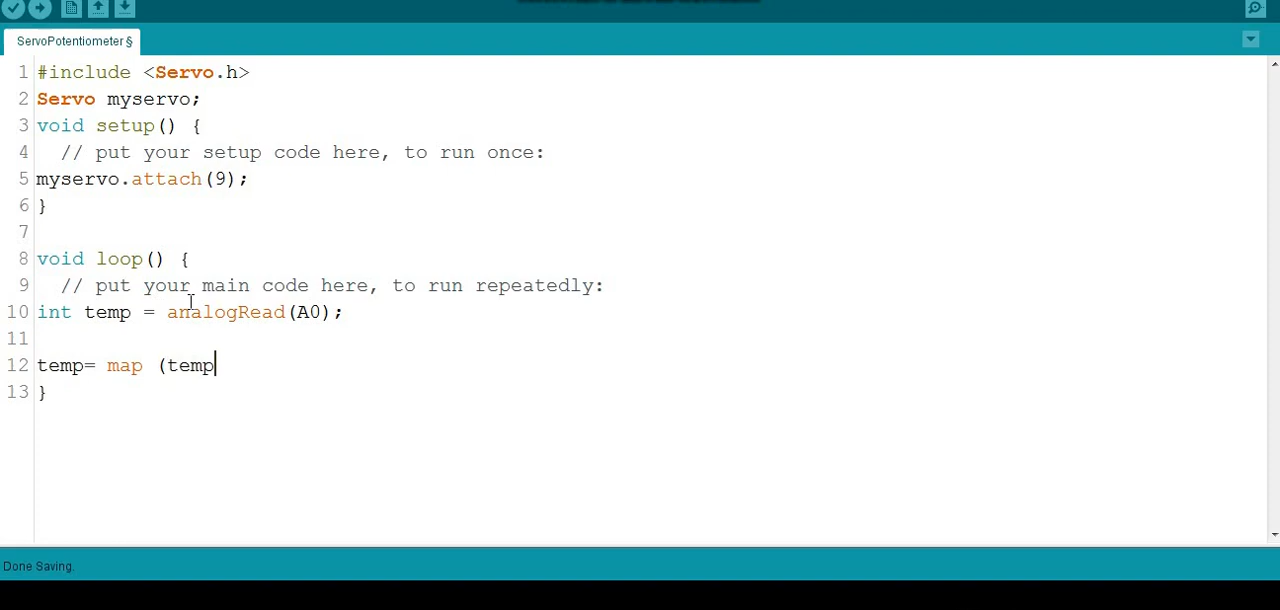 ServoPotentiometer §
1 #include <Servo.h>
2 Servo myservo;
3 void setup() {
4 // put your setup code here, to run once:
5 myservo.attach(9);
6 }
7
8 void loop() {
9 // put your main code here, to run repeatedly:
10 int temp = analogRead(A0);
11
12 temp= map (temp
13 }
Done Saving.